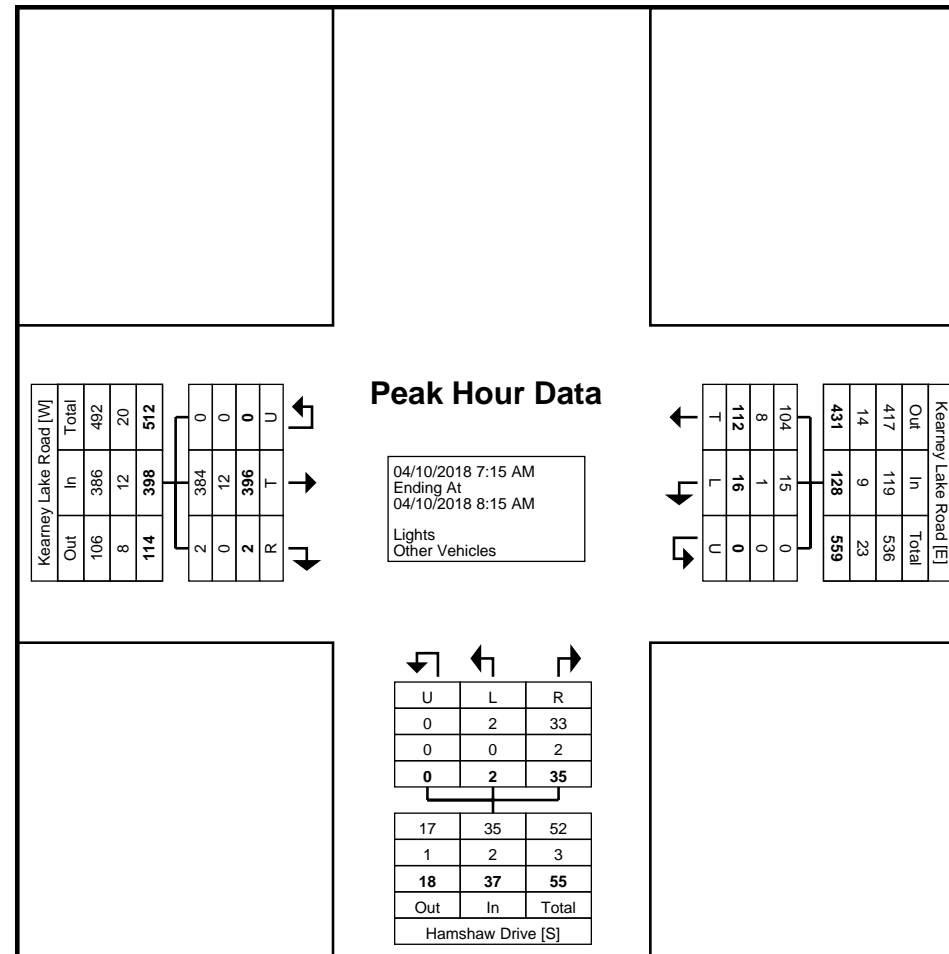 Peak Hour Data
04/10/2018 7:15 AM
Ending At
04/10/2018 8:15 AM
Lights
Other Vehicles
Kearney Lake Road [W]
Total 492 20 512
In 386 12 398
Out 106 8 114
0 0 0 U
384 12 396 T
2 0 2 R
T 112 8 104
L 16 1 15
U 0 0 0
431 14 417 Out
128 9 119 In
559 23 536 Total
Kearney Lake Road [E]
U L R
0 2 33
0 0 2
0 2 35
17 35 52
1 2 3
18 37 55
Out In Total
Hamshaw Drive [S]